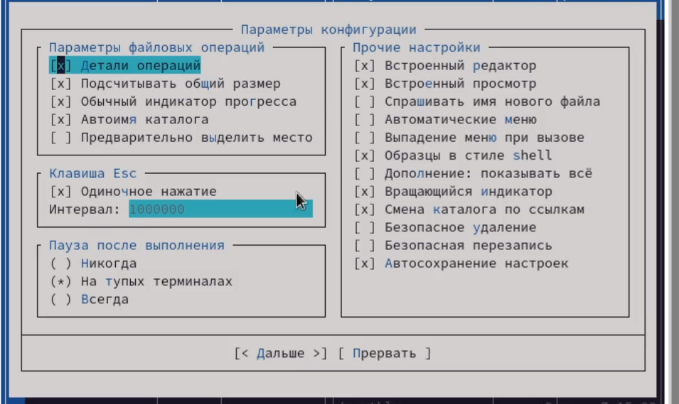 Параметры конфигурации
Параметры файловых операций
[x] Детали операций
[x] Подсчитывать общий размер
[x] Обычный индикатор прогресса
[x] Автоимя каталога
[ ] Предварительно выделить место
Клавиша Esc
[x] Одиночное нажатие
Интервал: 1000000
Пауза после выполнения
( ) Никогда
(*) На тупых терминалах
( ) Всегда
Прочие настройки
[x] Встроенный редактор
[x] Встроенный просмотр
[ ] Спрашивать имя нового файла
[ ] Автоматические меню
[ ] Выпадение меню при вызове
[x] Образцы в стиле shell
[ ] Дополнение: показывать всё
[x] Вращающийся индикатор
[x] Смена каталога по ссылкам
[ ] Безопасное удаление
[ ] Безопасная перезапись
[x] Автосохранение настроек
[< Дальше >] [ Прервать ]